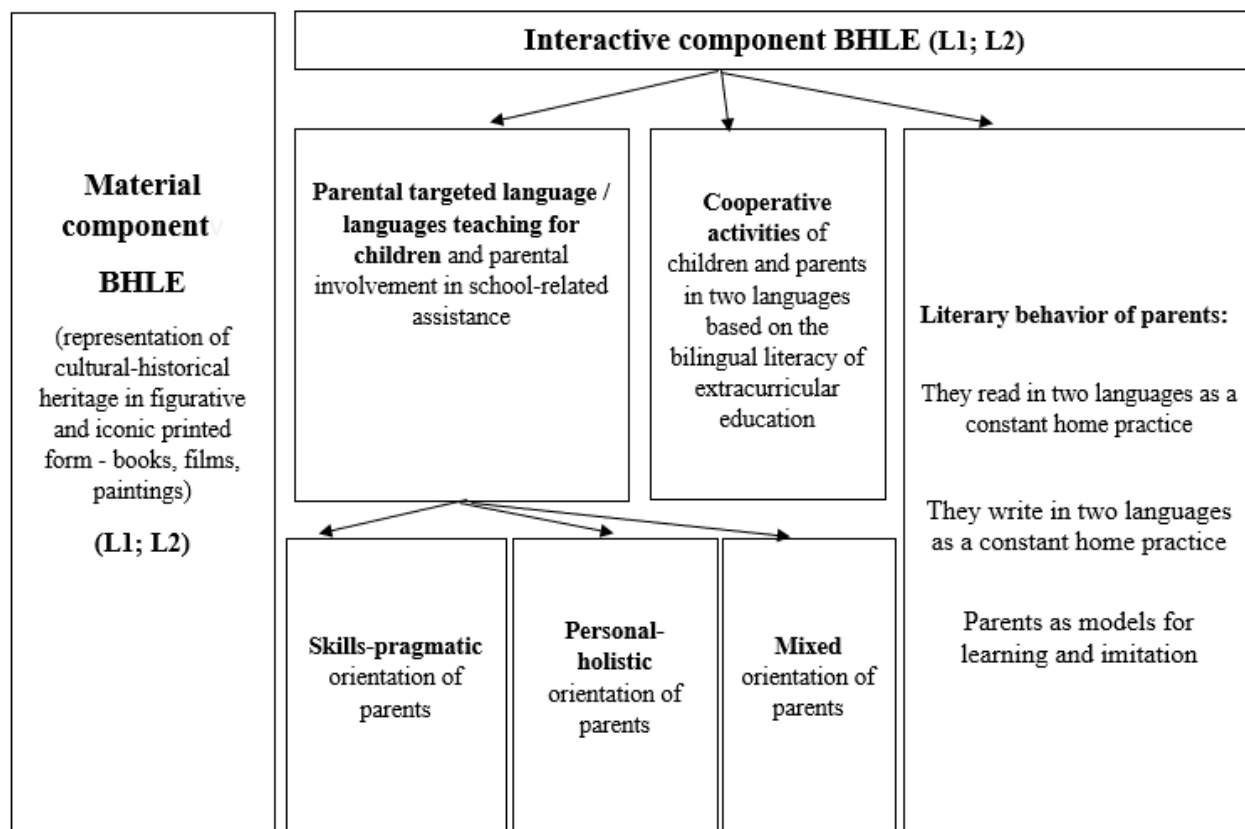 Material
component
BHLE
(representation of
cultural-historical
heritage in figurative
and iconic printed
form - books, films,
paintings)
(L1; L2)
Interactive component BHLE (L1; L2)
Parental targeted language /
languages teaching for
children and parental
involvement in school-related
assistance
Cooperative
activities of
children and parents
in two languages
based on the
bilingual literacy of
extracurricular
education
Literary behavior of parents:
They read in two languages as a
constant home practice
They write in two languages
as a constant home practice
Parents as models for
learning and imitation
Skills-pragmatic
orientation of
parents
Personal-
holistic
orientation of
parents
Mixed
orientation of
parents